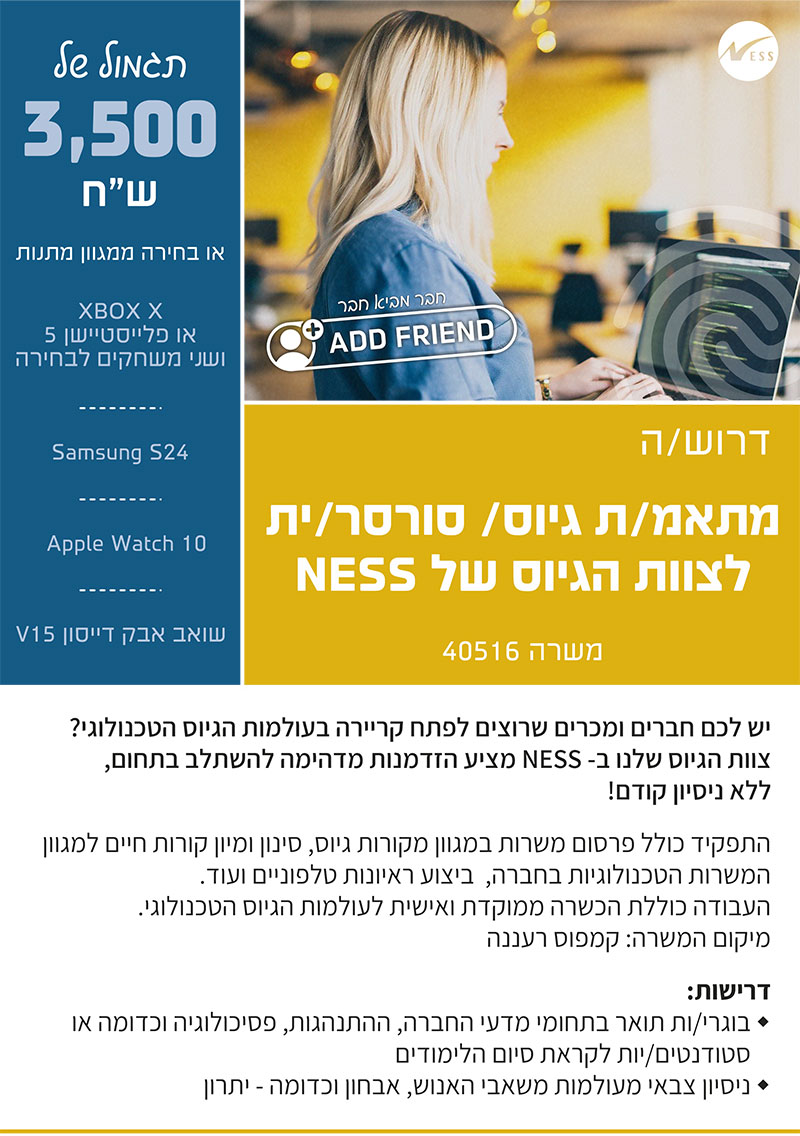 תגמול של
3,500
ש"ח
או בחירה ממגוון מתנות
XBOX X
או פלייסטיישן 5
ושני משחקים לבחירה
Samsung S24
Apple Watch 10
שואב אבק דייסון V15
NESS
חבר מביא חבר
ADD FRIEND
דרוש/ה
מתאמ/ת גיוס/ סורסר/ית
לצוות הגיוס של NESS
משרה 40516
יש לכם חברים ומכרים שרוצים לפתח קריירה בעולמות הגיוס הטכנולוגי?
צוות הגיוס שלנו ב- NESS מציע הזדמנות מדהימה להשתלב בתחום,
ללא ניסיון קודם!
התפקיד כולל פרסום משרות במגוון מקורות גיוס, סינון ומיון קורות חיים למגוון
המשרות הטכנולוגיות בחברה, ביצוע ראיונות טלפוניים ועוד.
העבודה כוללת הכשרה ממוקדת ואישית לעולמות הגיוס הטכנולוגי.
מיקום המשרה: קמפוס רעננה
דרישות:
◆ בוגרי/ות תואר בתחומי מדעי החברה, ההתנהגות, פסיכולוגיה וכדומה או
סטודנטים/יות לקראת סיום הלימודים
◆ ניסיון צבאי מעולמות משאבי האנוש, אבחון וכדומה - יתרון